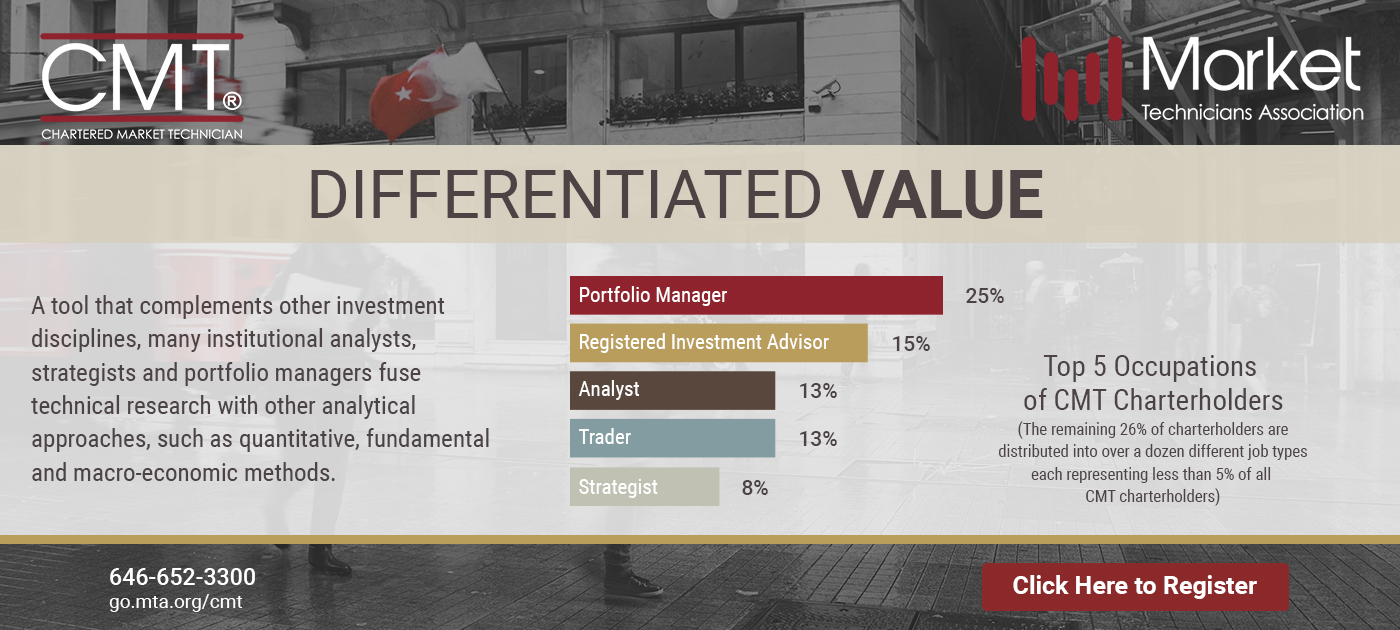 CMT®
CHARTERED MARKET TECHNICIAN
Market
Technicians Association
DIFFERENTIATED VALUE
A tool that complements other investment
disciplines, many institutional analysts,
strategists and portfolio managers fuse
technical research with other analytical
approaches, such as quantitative, fundamental
and macro-economic methods.
Portfolio Manager 25%
Registered Investment Advisor 15%
Analyst 13%
Trader 13%
Strategist 8%
Top 5 Occupations
of CMT Charterholders
(The remaining 26% of charterholders are
distributed into over a dozen different job types
each representing less than 5% of all
CMT charterholders)
646-652-3300
go.mta.org/cmt
Click Here to Register